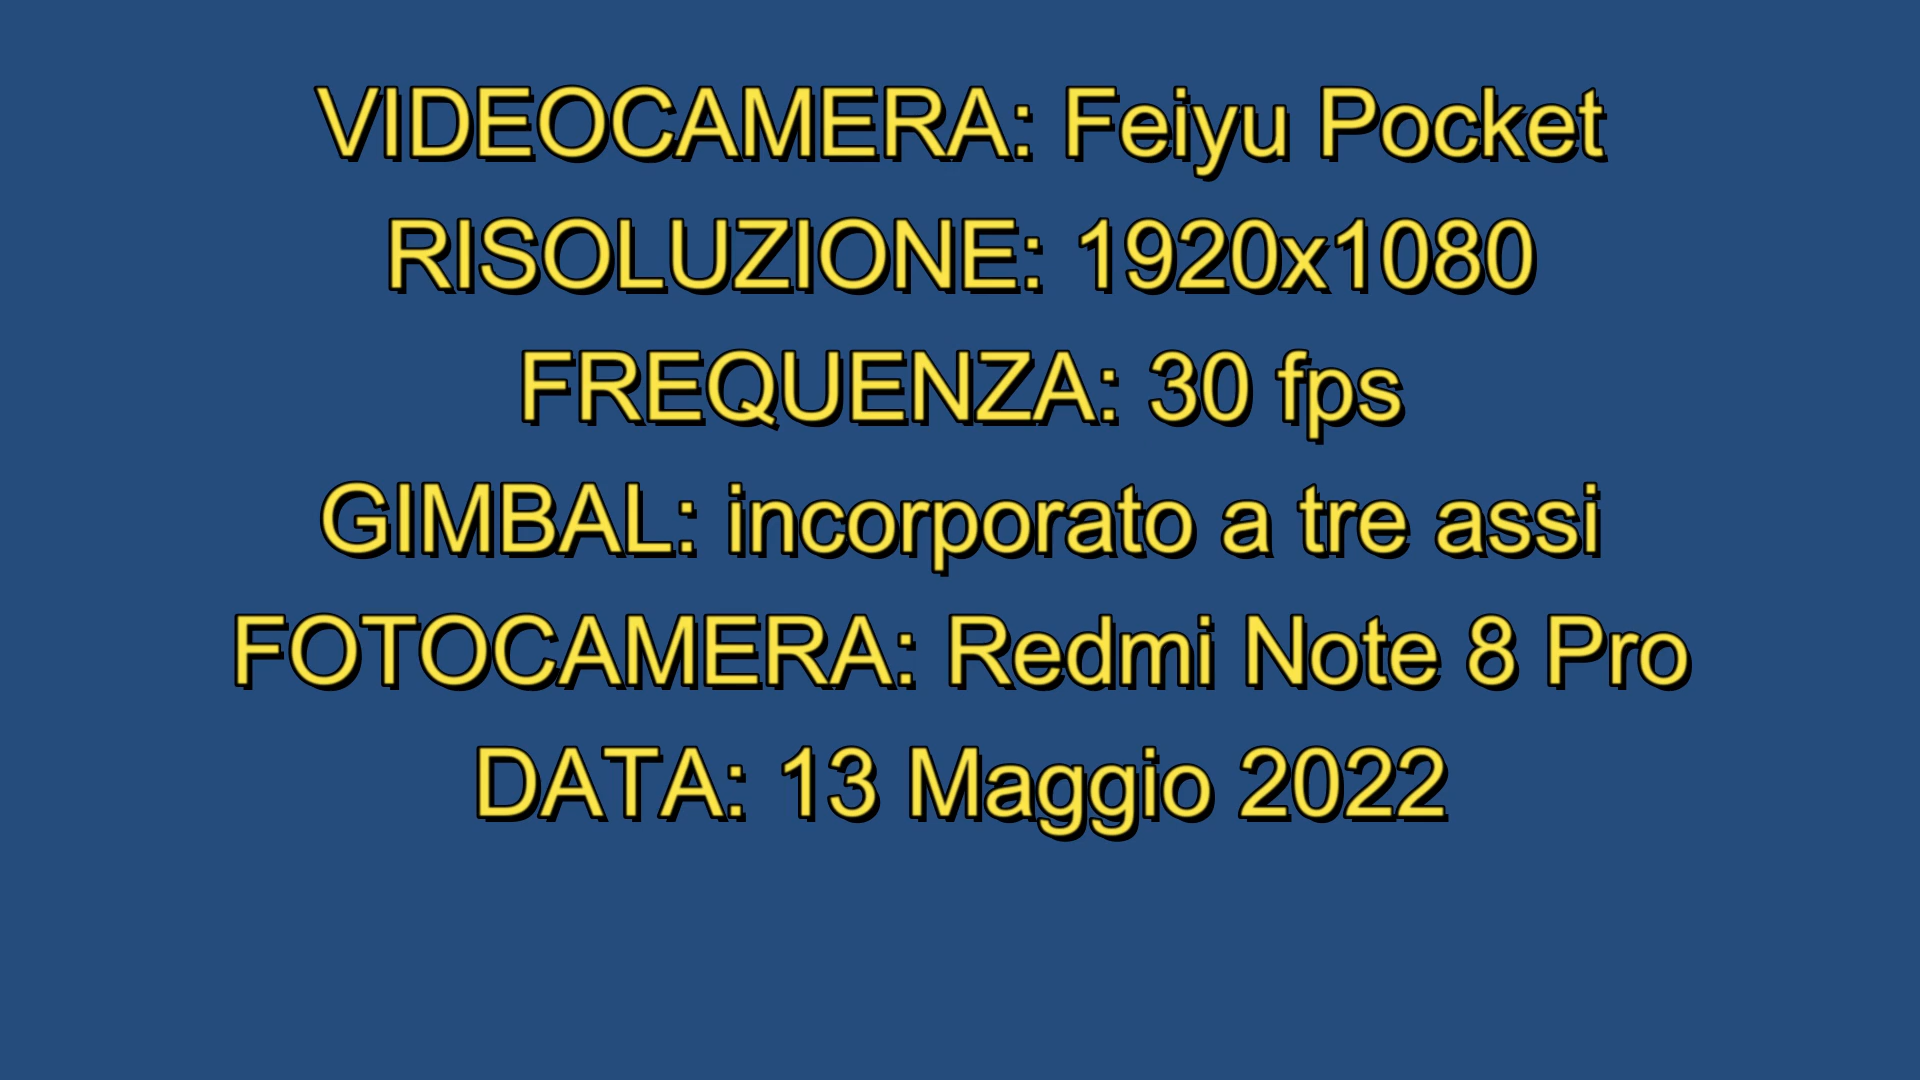 VIDEOCAMERA: Feiyu Pocket
RISOLUZIONE: 1920x1080
FREQUENZA: 30 fps
GIMBAL: incorporato a tre assi
FOTOCAMERA: Redmi Note 8 Pro
DATA: 13 Maggio 2022